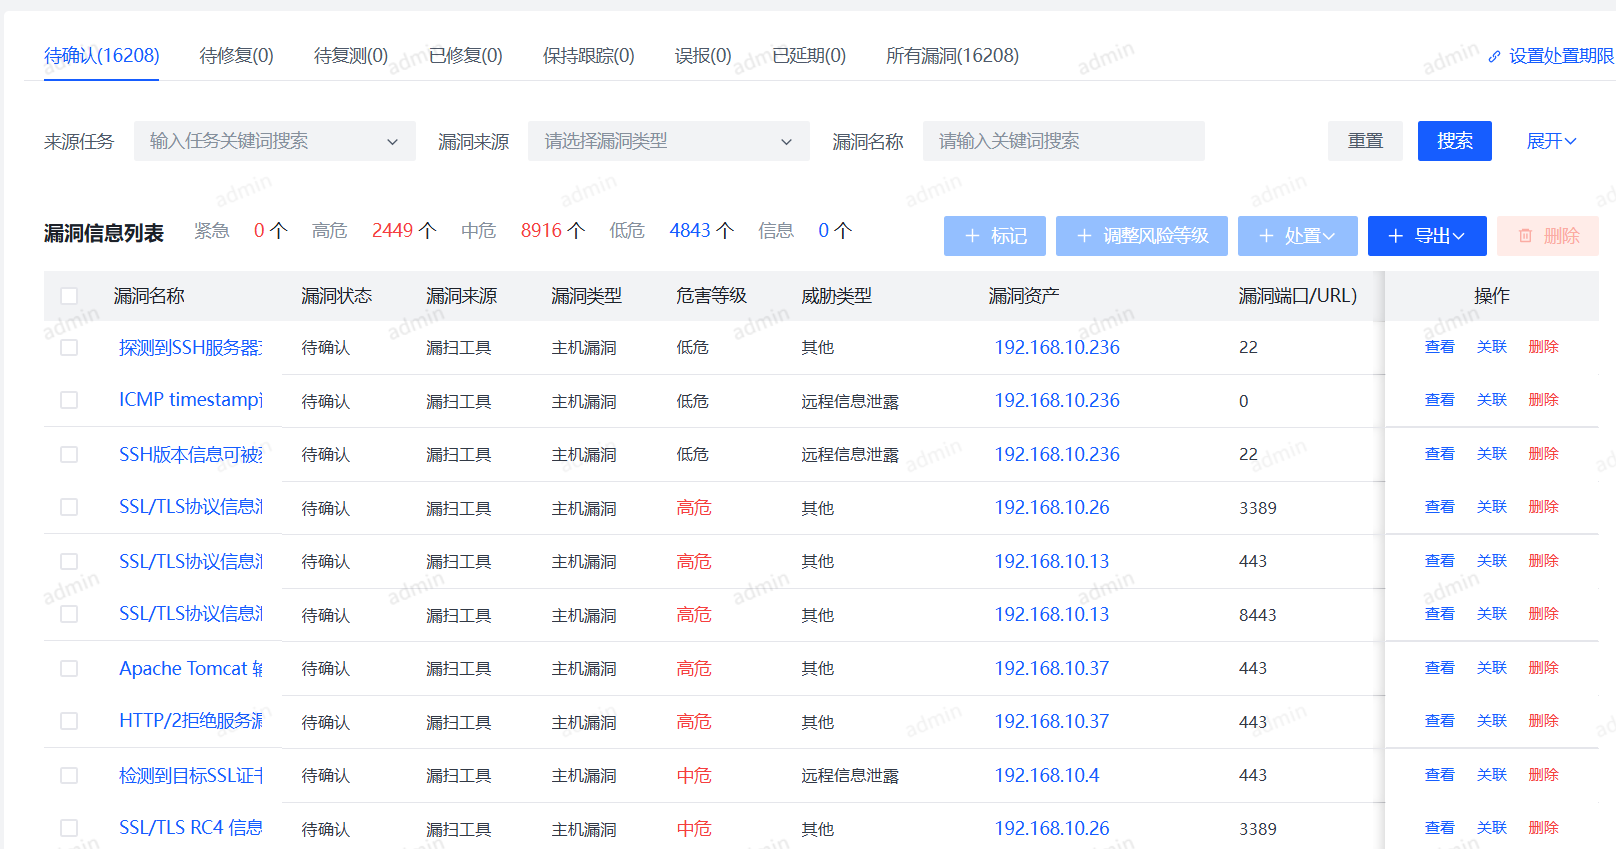 待确认(16208) 待修复(0) 待复测(0) 已修复(0) 保持跟踪(0) 误报(0) 已延期(0) 所有漏洞(16208) 设置处置期限
来源任务 输入任务关键词搜索 漏洞来源 请选择漏洞类型 漏洞名称 请输入关键词搜索 重置 搜索 展开
漏洞信息列表 紧急 0 个 高危 2449 个 中危 8916 个 低危 4843 个 信息 0 个 + 标记 + 调整风险等级 + 处置 + 导出 删除
漏洞名称 漏洞状态 漏洞来源 漏洞类型 危害等级 威胁类型 漏洞资产 漏洞端口/URL) 操作
探测到SSH服务器 待确认 漏扫工具 主机漏洞 低危 其他 192.168.10.236 22 查看 关联 删除
ICMP timestamp 待确认 漏扫工具 主机漏洞 低危 远程信息泄露 192.168.10.236 0 查看 关联 删除
SSH版本信息可被 待确认 漏扫工具 主机漏洞 低危 远程信息泄露 192.168.10.236 22 查看 关联 删除
SSL/TLS协议信息 待确认 漏扫工具 主机漏洞 高危 其他 192.168.10.26 3389 查看 关联 删除
SSL/TLS协议信息 待确认 漏扫工具 主机漏洞 高危 其他 192.168.10.13 443 查看 关联 删除
SSL/TLS协议信息 待确认 漏扫工具 主机漏洞 高危 其他 192.168.10.13 8443 查看 关联 删除
Apache Tomcat 待确认 漏扫工具 主机漏洞 高危 其他 192.168.10.37 443 查看 关联 删除
HTTP/2拒绝服务漏 待确认 漏扫工具 主机漏洞 高危 其他 192.168.10.37 443 查看 关联 删除
检测到目标SSL证书 待确认 漏扫工具 主机漏洞 中危 远程信息泄露 192.168.10.4 443 查看 关联 删除
SSL/TLS RC4 信息 待确认 漏扫工具 主机漏洞 中危 其他 192.168.10.26 3389 查看 关联 删除